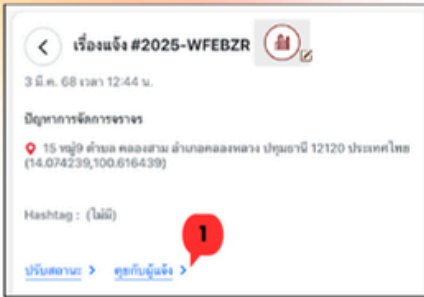 เรื่องแจ้ง #2025-WFEBZR
3 มี.ค. 68 เวลา 12:44 น.
ปัญหาการจัดการจราจร
15 หมู่9 ตำบล คลองสาม อำเภอคลองหลวง ปทุมธานี 12120 ประเทศไทย
(14.074239,100.616439)
Hashtag : (ไม่มี)
1
ปรับสถานะ > คุยกับผู้แจ้ง >